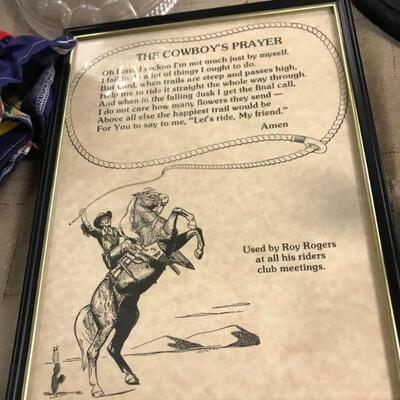 THE COWBOY'S PRAYER
Oh Lord, I reckon I'm not much just by myself.
I fail to do a lot of things I ought to do.
But Lord, when trails are steep and passes high,
Help me to ride it straight the whole way through.
And when in the falling dusk I get the final call,
I do not care how many flowers they send —
Above all else the happiest trail would be
For You to say to me, "Let's ride, My friend."
Amen
Used by Roy Rogers
at all his riders
club meetings.